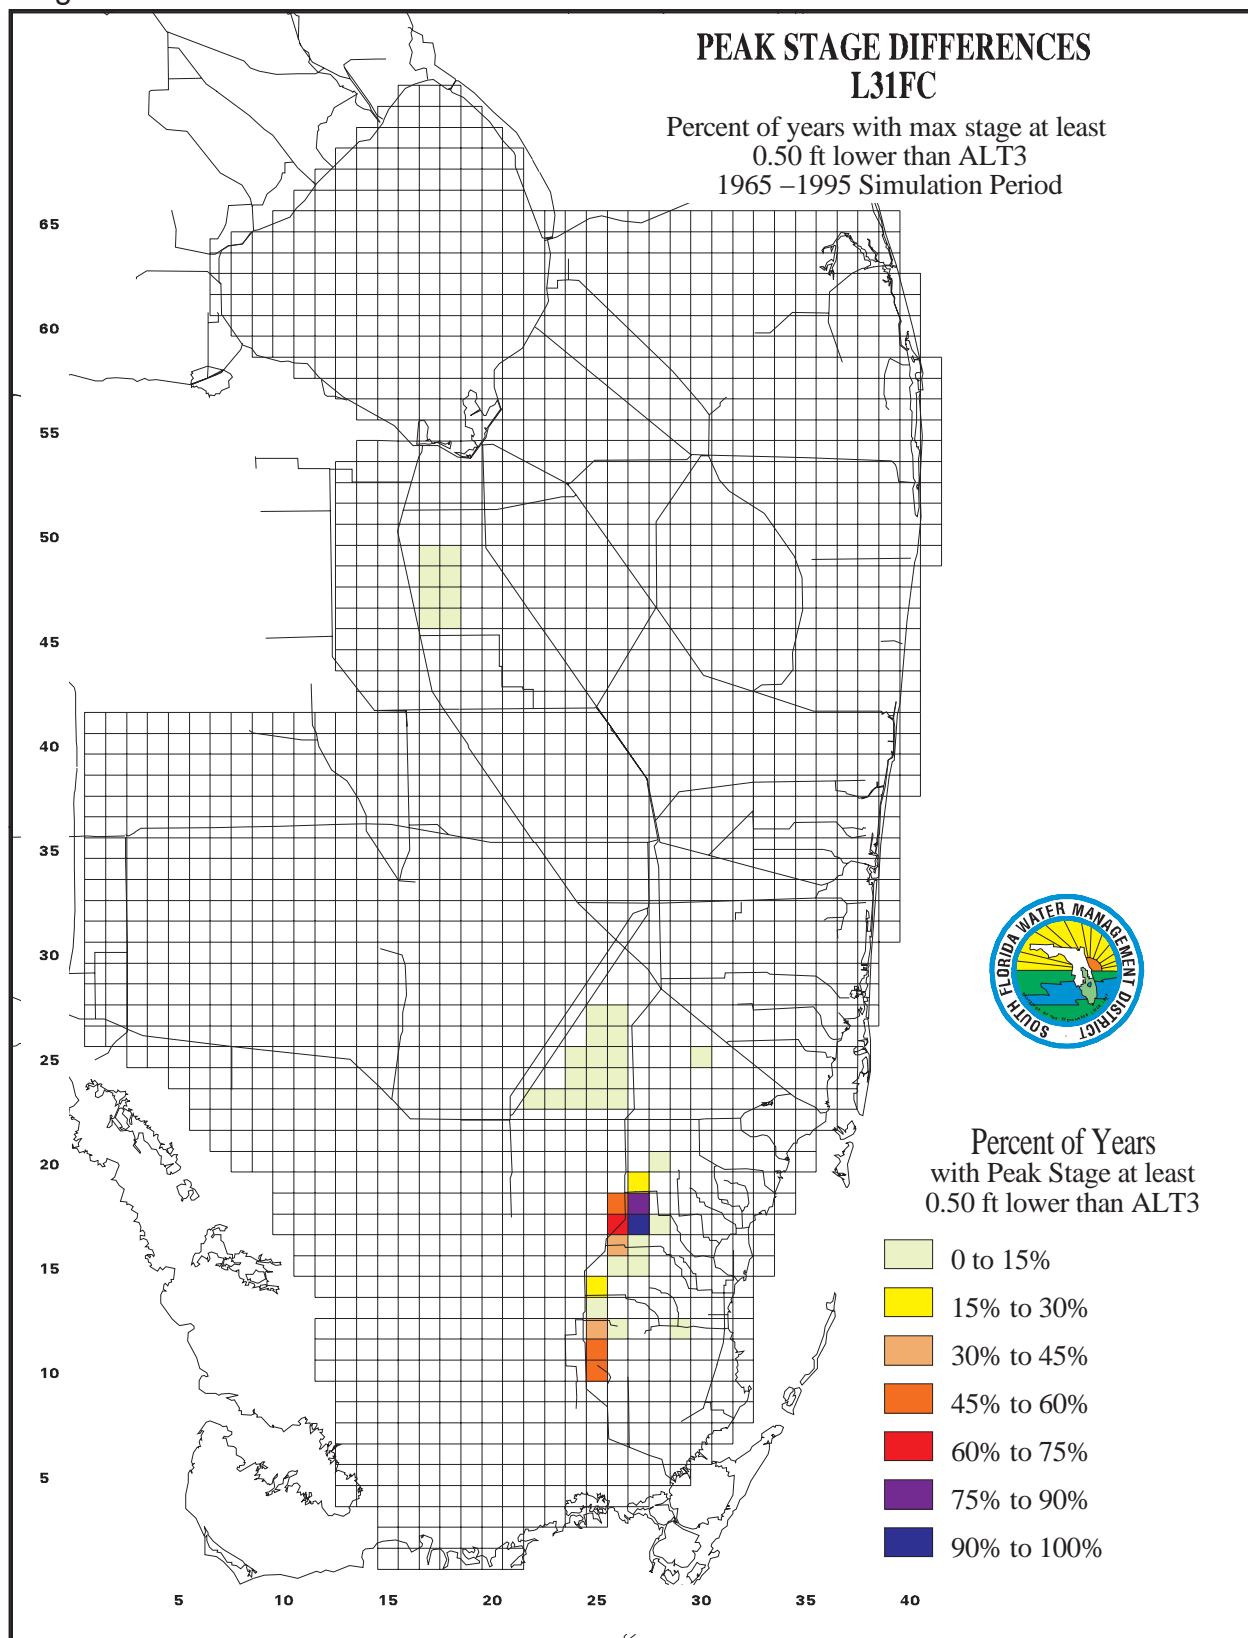 PEAK STAGE DIFFERENCES
L31FC
Percent of years with max stage at least
0.50 ft lower than ALT3
1965 –1995 Simulation Period
65
60
55
50
45
40
35
30
25
20
15
10
5
5 10 15 20 25 30 35 40
SOUTH FLORIDA WATER MANAGEMENT DISTRICT
Percent of Years
with Peak Stage at least
0.50 ft lower than ALT3
0 to 15%
15% to 30%
30% to 45%
45% to 60%
60% to 75%
75% to 90%
90% to 100%